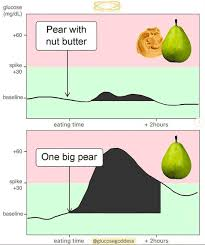 glucose
(mg/dL)
+60
Pear with
nut butter
spike
+30
baseline
eating time
+ 2hours
+60
One big pear
spike
+30
baseline
eating time
@glucosegoddess
+ 2hours